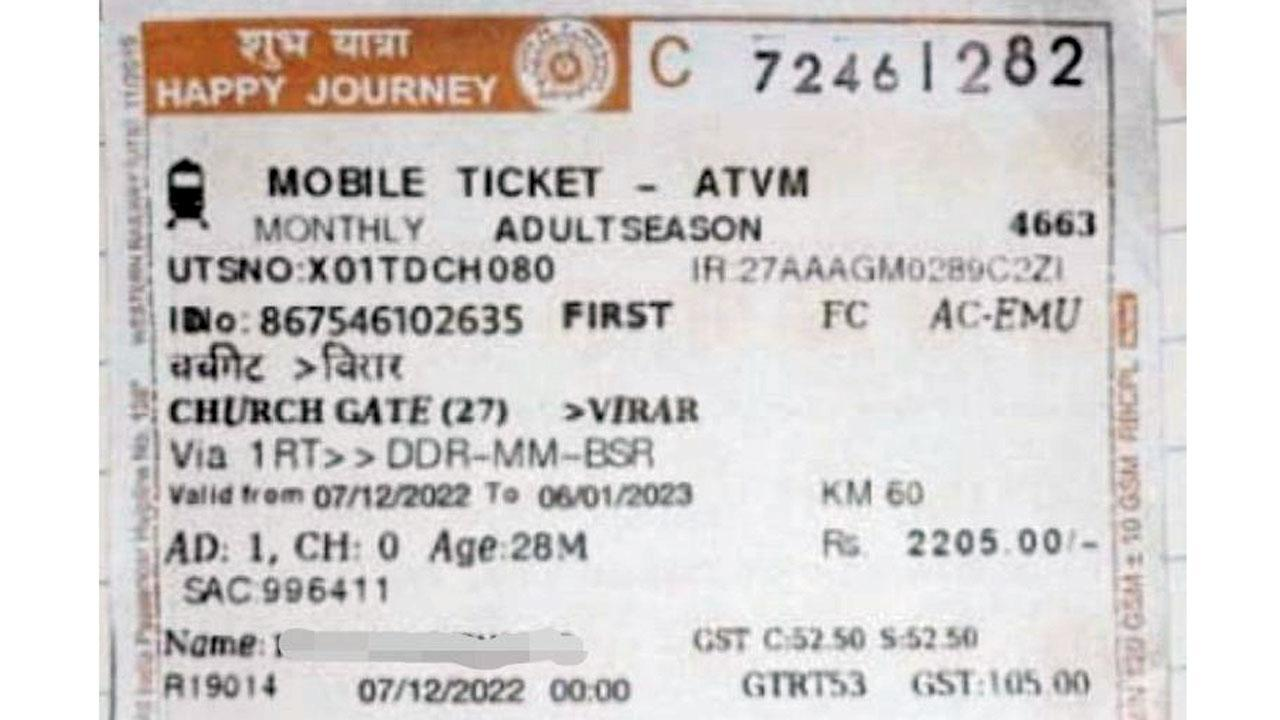 शुभ यात्रा
HAPPY JOURNEY
C 72461282
MOBILE TICKET - ATVM
MONTHLY ADULT SEASON 4663
UTSNO:X01TDCH080 IR:27AAAGM0289C2ZI
IDNo: 867546102635 FIRST FC AC-EMU
चर्चगेट >विरार
CHURCH GATE (27) >VIRAR
Via 1RT>> DDR-MM-BSR
Valid from 07/12/2022 To 06/01/2023 KM 60
AD: 1, CH: 0 Age:28M Rs. 2205.00/-
SAC:996411
Name:
GST C:52.50 S:52.50
R19014 07/12/2022 00:00 GTRT53 GST:105.00